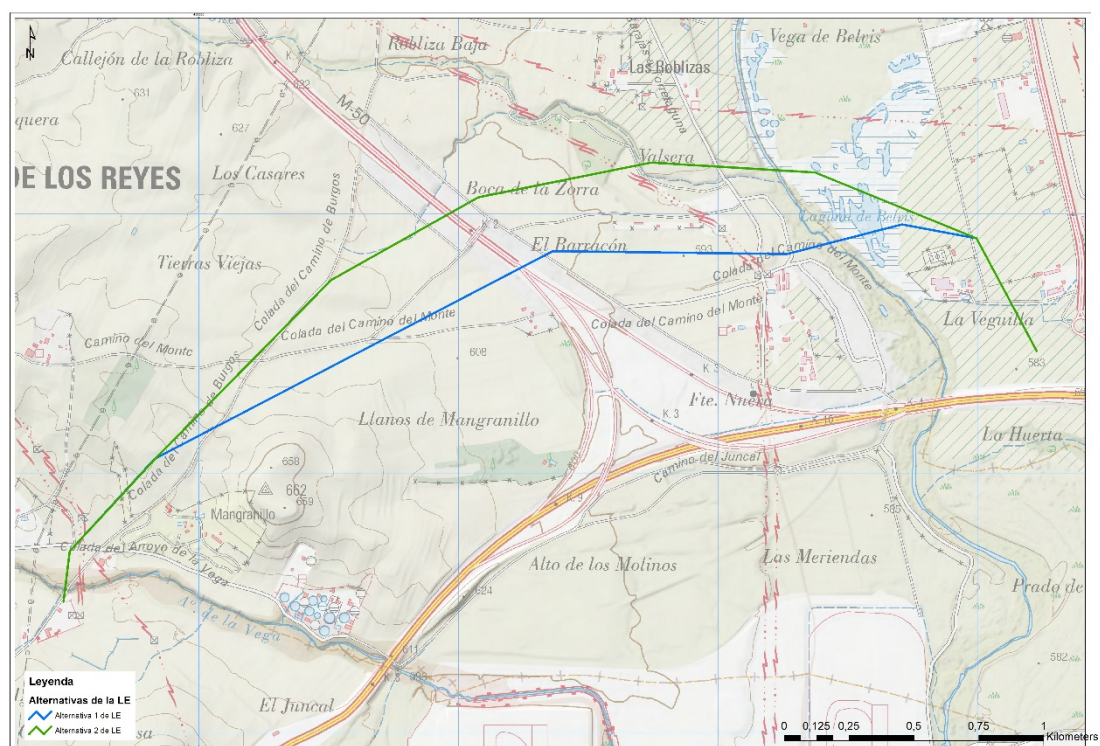 N
Callejón de la Robliza
Robliza Baja
Vega de Belvis
Las Roblizas
631
622
M-50
quera
627
DE LOS REYES
Los Casares
Valsera
Boca de la Zorra
Laguna de Belvis
El Barracón
593
Colada del Camino de Burgos
Tierras Viejas
Colada del Camino del Monte
Colada del Camino del Monte
Colada del Camino del Monte
La Veguilla
Camino del Monte
608
K 3
583
Colada del Camino de Burgos
Fte. Nueva
Llanos de Mangranillo
K 3
K 10
La Huerta
Camino del Juncal
658
662
659
Mangranillo
K 9
585
Colada del Arroyo de la Vega
Alto de los Molinos
Las Meriendas
Prado de
624
Aº de la Vega
611
582
El Juncal
Leyenda
Alternativas de la LE
Alternativa 1 de LE
Alternativa 2 de LE
0 0,125 0,25 0,5 0,75 1
Kilometers